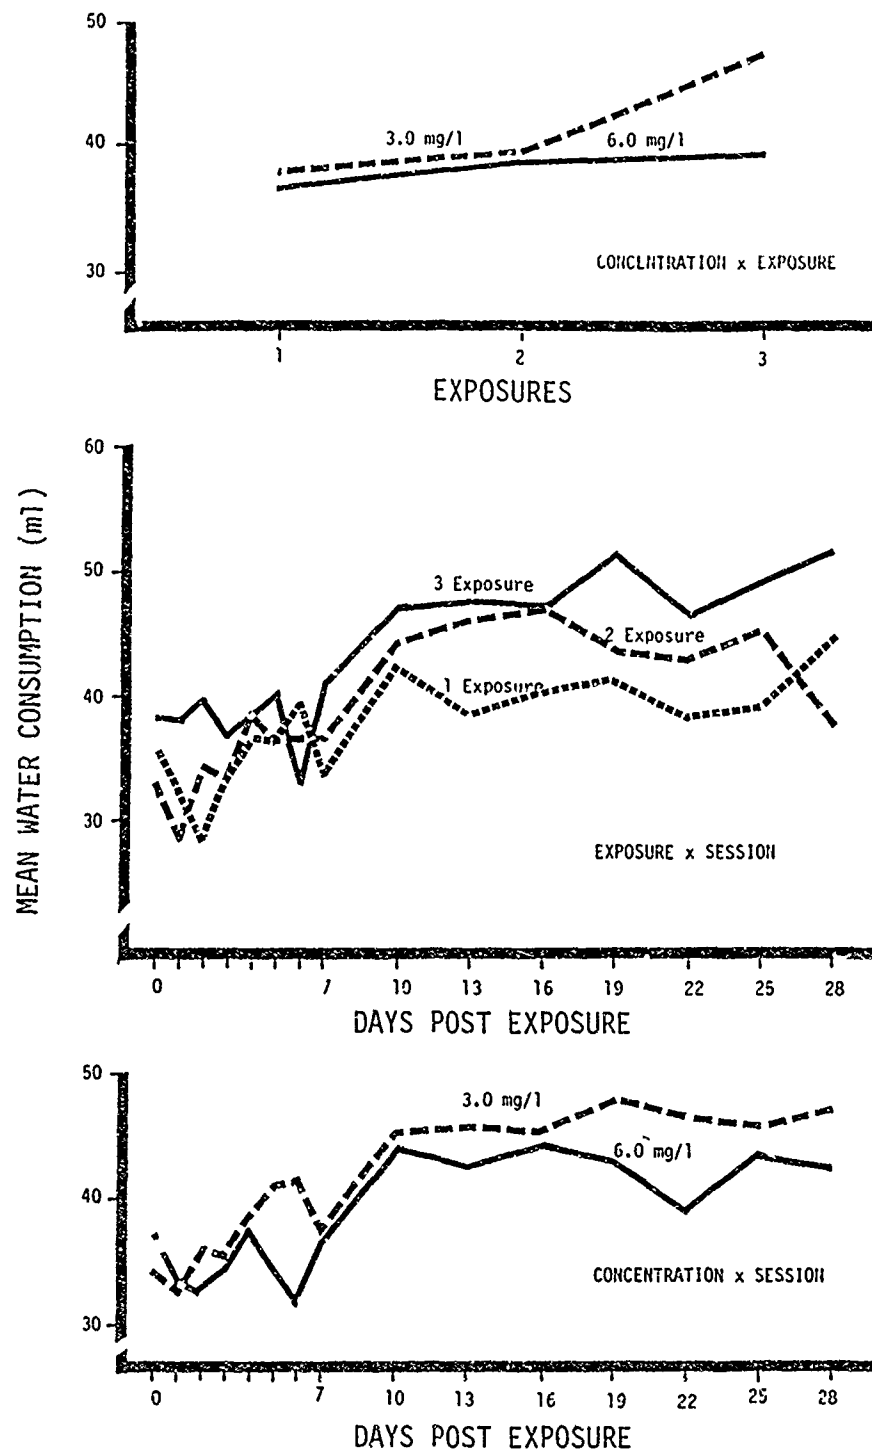 50
40
30
3.0 mg/l
6.0 mg/l
CONCENTRATION x EXPOSURE
1 2 3
EXPOSURES
MEAN WATER CONSUMPTION (ml)
60
50
40
30
3 Exposure
2 Exposure
1 Exposure
EXPOSURE x SESSION
0 7 10 13 16 19 22 25 28
DAYS POST EXPOSURE
50
40
30
3.0 mg/l
6.0 mg/l
CONCENTRATION x SESSION
0 7 10 13 16 19 22 25 28
DAYS POST EXPOSURE